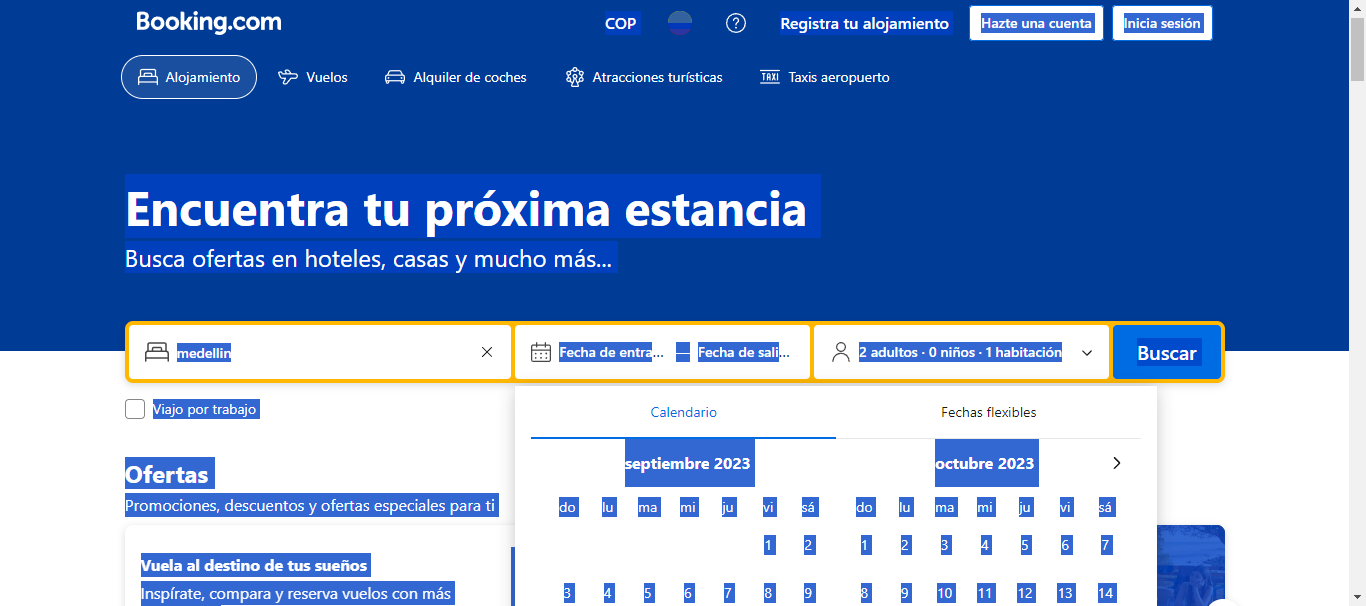 Booking.com
COP
Registra tu alojamiento
Hazte una cuenta
Inicia sesión
Alojamiento
Vuelos
Alquiler de coches
Atracciones turísticas
TAXI
Taxis aeropuerto
Encuentra tu próxima estancia
Busca ofertas en hoteles, casas y mucho más...
medellin
Fecha de entra... — Fecha de sali...
2 adultos · 0 niños · 1 habitación
Buscar
Viajo por trabajo
Calendario
Fechas flexibles
Ofertas
Promociones, descuentos y ofertas especiales para ti
Vuela al destino de tus sueños
Inspírate, compara y reserva vuelos con más
septiembre 2023
do lu ma mi ju vi sá
1 2
3 4 5 6 7 8 9
octubre 2023
do lu ma mi ju vi sá
1 2 3 4 5 6 7
8 9 10 11 12 13 14